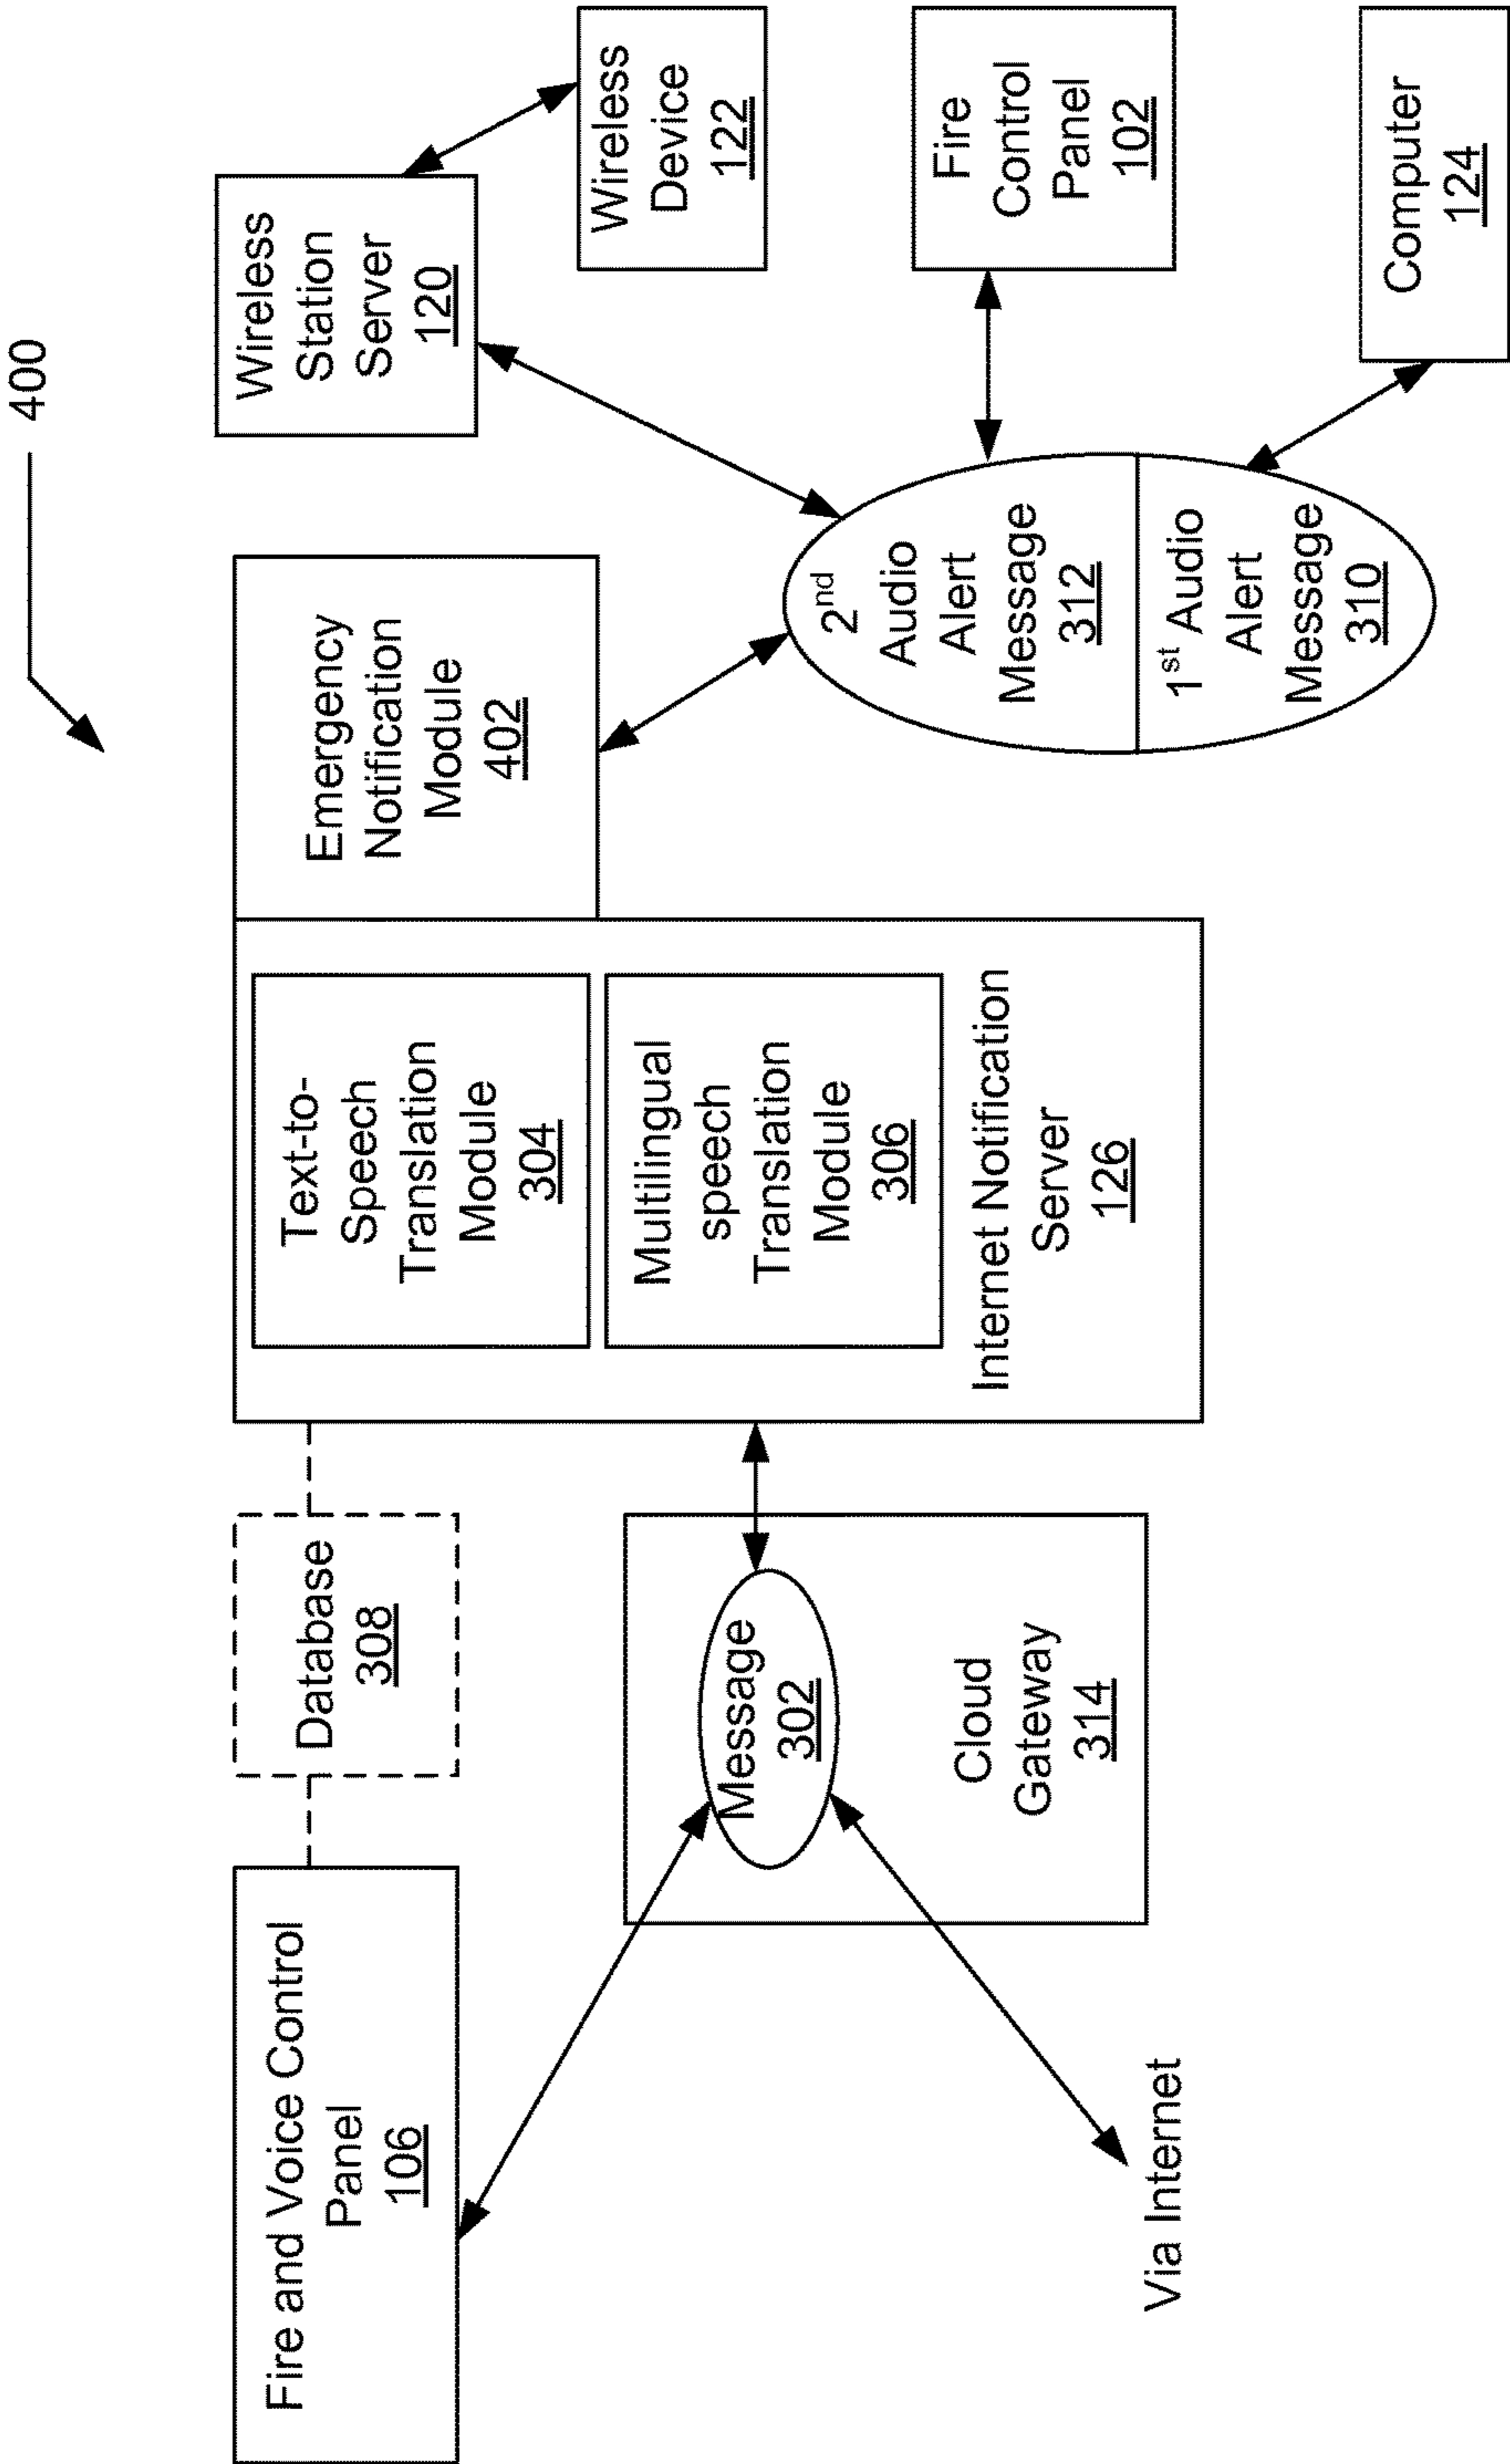 400
Fire and Voice Control
Panel
106
Database
308
Text-to-
Speech
Translation
Module
304
Multilingual
speech
Translation
Module
306
Internet Notification
Server
126
Emergency
Notification
Module
402
Wireless
Station
Server
120
Wireless
Device
122
Message
302
Cloud
Gateway
314
Via Internet
2nd
Audio
Alert
Message
312
1st Audio
Alert
Message
310
Fire
Control
Panel
102
Computer
124